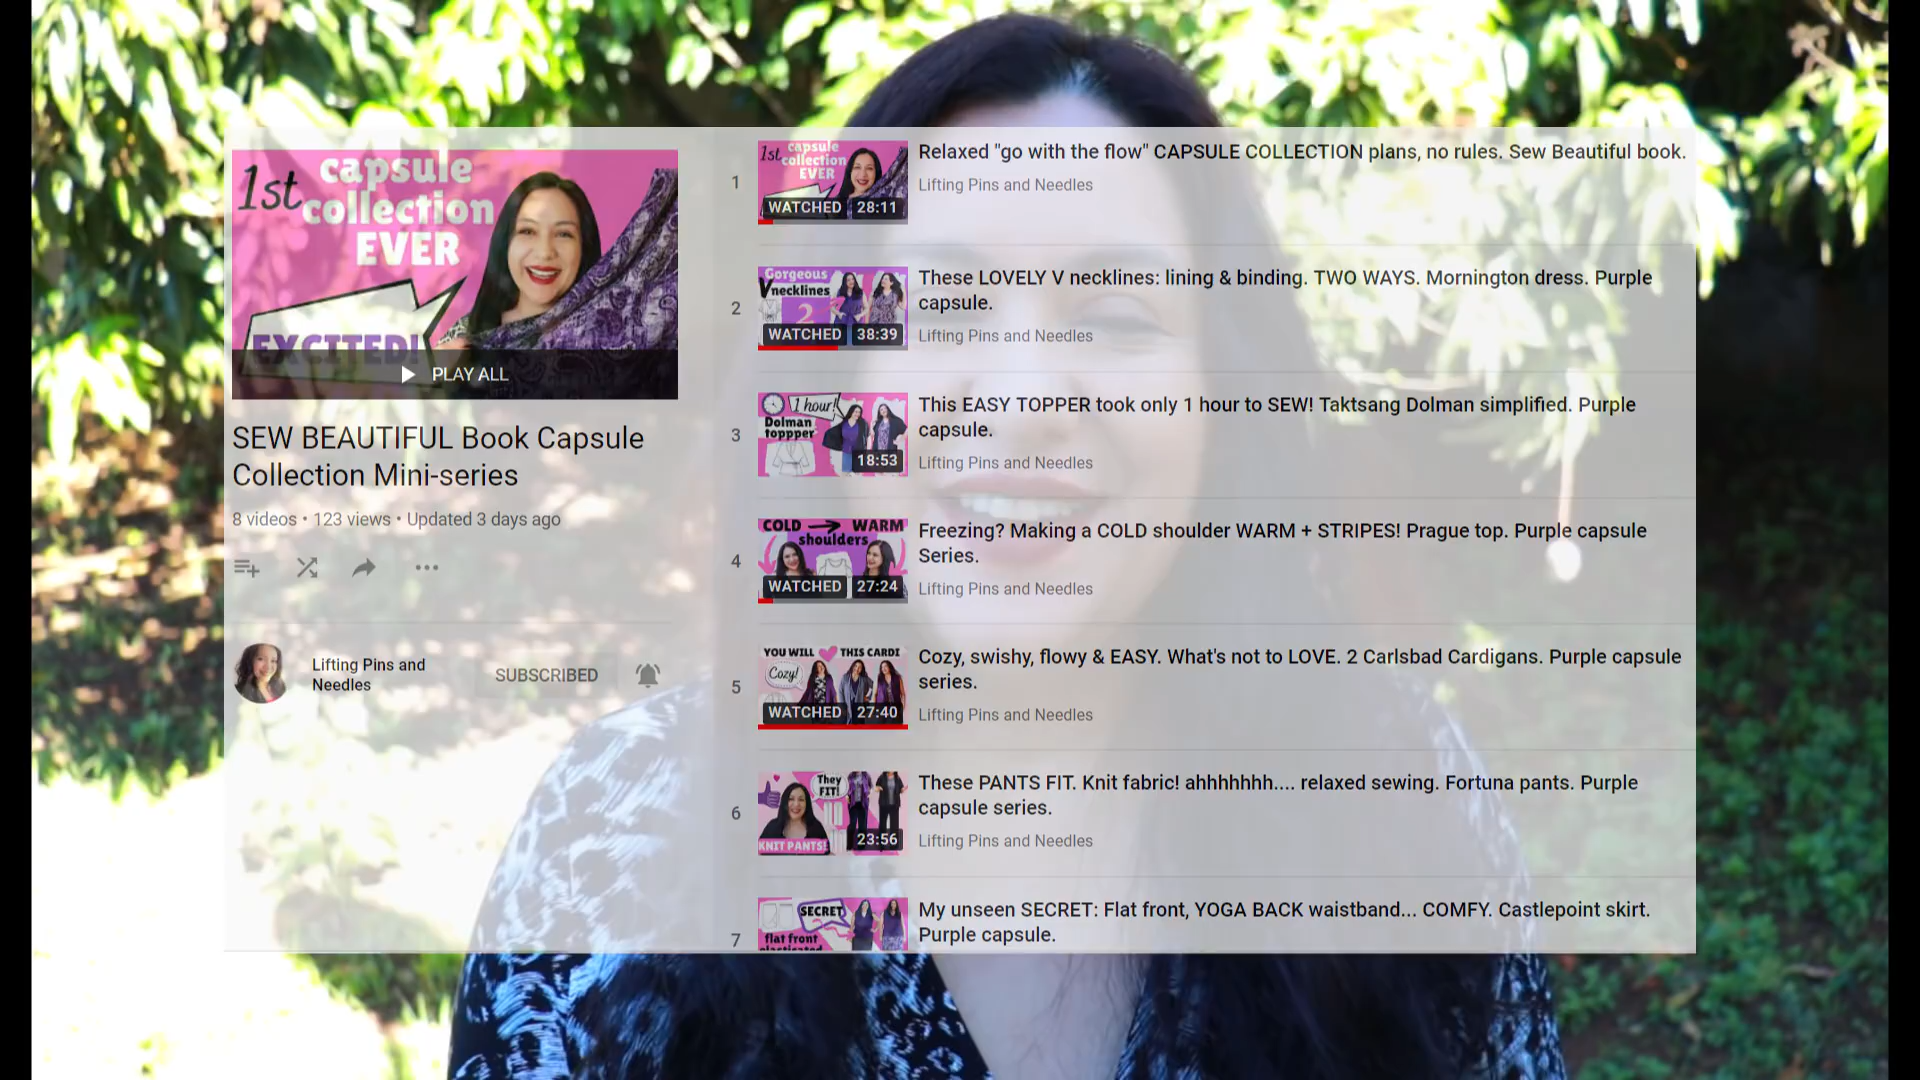 1st
capsule
collection
EVER
EXCITED!
PLAY ALL
SEW BEAUTIFUL Book Capsule
Collection Mini-series
8 videos • 123 views • Updated 3 days ago
Lifting Pins and
Needles
SUBSCRIBED
1
1st capsule
collection
EVER
WATCHED 28:11
Relaxed "go with the flow" CAPSULE COLLECTION plans, no rules. Sew Beautiful book.
Lifting Pins and Needles
2
Gorgeous
V necklines
2
WATCHED 38:39
These LOVELY V necklines: lining & binding. TWO WAYS. Mornington dress. Purple
capsule.
Lifting Pins and Needles
3
1 hour!
Dolman
toppper
18:53
This EASY TOPPER took only 1 hour to SEW! Taktsang Dolman simplified. Purple
capsule.
Lifting Pins and Needles
4
COLD WARM
shoulders
WATCHED 27:24
Freezing? Making a COLD shoulder WARM + STRIPES! Prague top. Purple capsule
Series.
Lifting Pins and Needles
5
YOU WILL THIS CARDI
Cozy!
WATCHED 27:40
Cozy, swishy, flowy & EASY. What's not to LOVE. 2 Carlsbad Cardigans. Purple capsule
series.
Lifting Pins and Needles
6
They
FIT!
KNIT PANTS!
23:56
These PANTS FIT. Knit fabric! ahhhhhhh.... relaxed sewing. Fortuna pants. Purple
capsule series.
Lifting Pins and Needles
7
SECRET
flat front
My unseen SECRET: Flat front, YOGA BACK waistband... COMFY. Castlepoint skirt.
Purple capsule.